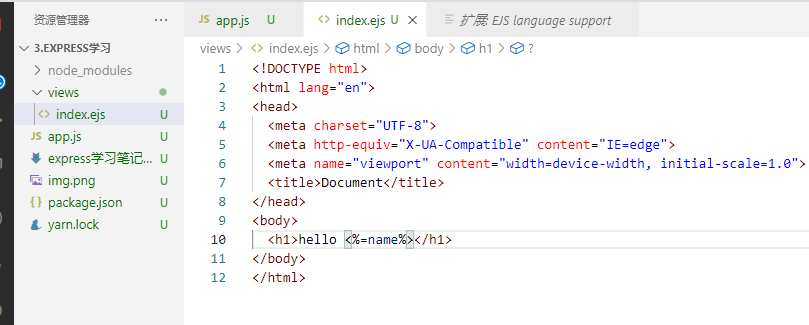 资源管理器 ···
3.EXPRESS学习
node_modules
views
index.ejs U
app.js U
express学习笔记... U
img.png U
package.json U
yarn.lock U
app.js U
index.ejs U ×
扩展: EJS language support
views > index.ejs > html > body > h1 > ?
1 <!DOCTYPE html>
2 <html lang="en">
3 <head>
4 <meta charset="UTF-8">
5 <meta http-equiv="X-UA-Compatible" content="IE=edge">
6 <meta name="viewport" content="width=device-width, initial-scale=1.0">
7 <title>Document</title>
8 </head>
9 <body>
10 <h1>hello <%=name%></h1>
11 </body>
12 </html>